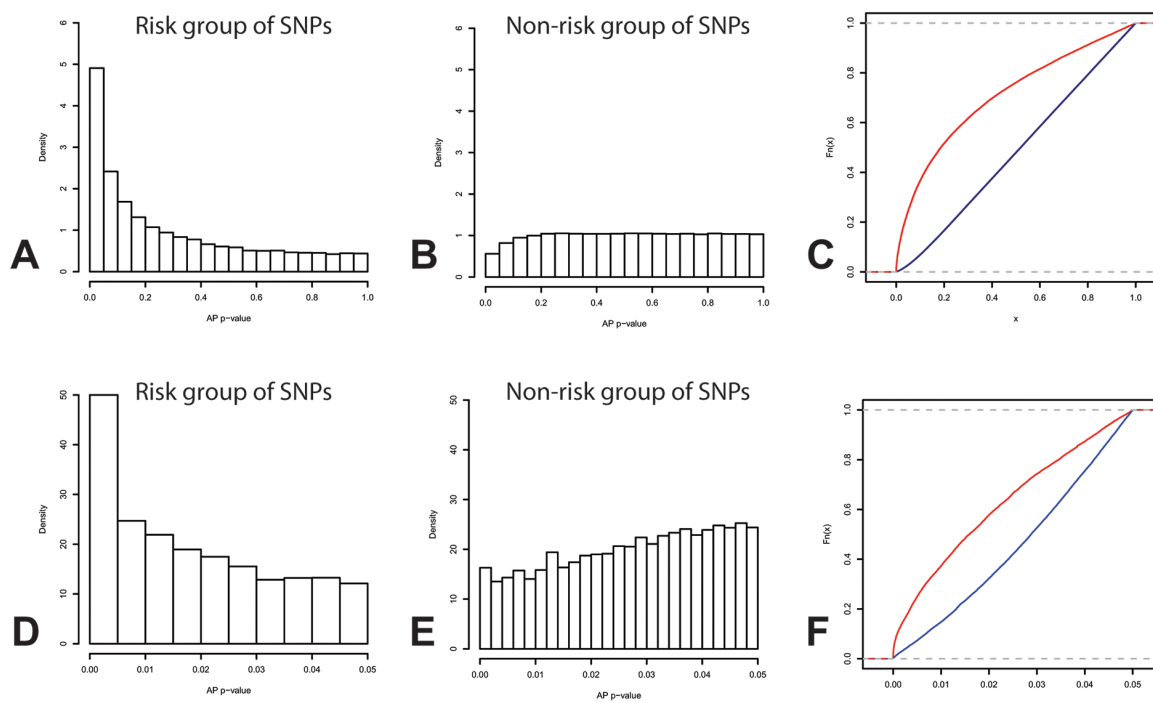 Risk group of SNPs
Density
0 1 2 3 4 5 6
0.0 0.2 0.4 0.6 0.8 1.0
AP p-value
A
Non-risk group of SNPs
Density
0 1 2 3 4 5 6
0.0 0.2 0.4 0.6 0.8 1.0
AP p-value
B
Fn(x)
0.0 0.2 0.4 0.6 0.8 1.0
0.0 0.2 0.4 0.6 0.8 1.0
x
C
Risk group of SNPs
Density
0 10 20 30 40 50
0.00 0.01 0.02 0.03 0.04 0.05
AP p-value
D
Non-risk group of SNPs
Density
0 10 20 30 40 50
0.00 0.01 0.02 0.03 0.04 0.05
AP p-value
E
Fn(x)
0.0 0.2 0.4 0.6 0.8 1.0
0.00 0.01 0.02 0.03 0.04 0.05
F